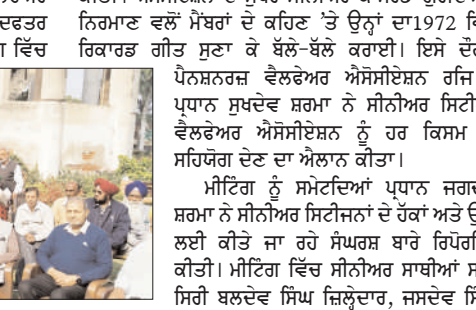 ਦਫਤਰ
ਵਿੱਚ
ਨਿਰਮਾਣ ਵਲੋਂ ਮੈਂਬਰਾਂ ਦੇ ਕਹਿਣ 'ਤੇ ਉਨ੍ਹਾਂ ਦਾ1972 ਵਿ
ਰਿਕਾਰਡ ਗੀਤ ਸੁਣਾ ਕੇ ਬੱਲੇ-ਬੱਲੇ ਕਰਾਈ। ਇਸੇ ਦੌ
ਪੈਨਸ਼ਨਰਜ਼ ਵੈਲਫੇਅਰ ਐਸੋਸੀਏਸ਼ਨ ਰਜਿ
ਪ੍ਰਧਾਨ ਸੁਖਦੇਵ ਸ਼ਰਮਾ ਨੇ ਸੀਨੀਅਰ ਸਿਟੀ
ਵੈਲਫੇਅਰ ਐਸੋਸੀਏਸ਼ਨ ਨੂੰ ਹਰ ਕਿਸਮ
ਸਹਿਯੋਗ ਦੇਣ ਦਾ ਐਲਾਨ ਕੀਤਾ।
ਮੀਟਿੰਗ ਨੂੰ ਸਮੇਟਦਿਆਂ ਪ੍ਰਧਾਨ ਜਗਦ
ਸ਼ਰਮਾ ਨੇ ਸੀਨੀਅਰ ਸਿਟੀਜਨਾਂ ਦੇ ਹੱਕਾਂ ਅਤੇ ਉ
ਲਈ ਕੀਤੇ ਜਾ ਰਹੇ ਸੰਘਰਸ਼ ਬਾਰੇ ਰਿਪੋਰਟਿ
ਕੀਤੀ। ਮੀਟਿੰਗ ਵਿੱਚ ਸੀਨੀਅਰ ਸਾਥੀਆਂ ਸ
ਸਿਰੀ ਬਲਦੇਵ ਸਿੰਘ ਜ਼ਿਲ੍ਹੇਦਾਰ, ਜਸਦੇਵ ਸਿ